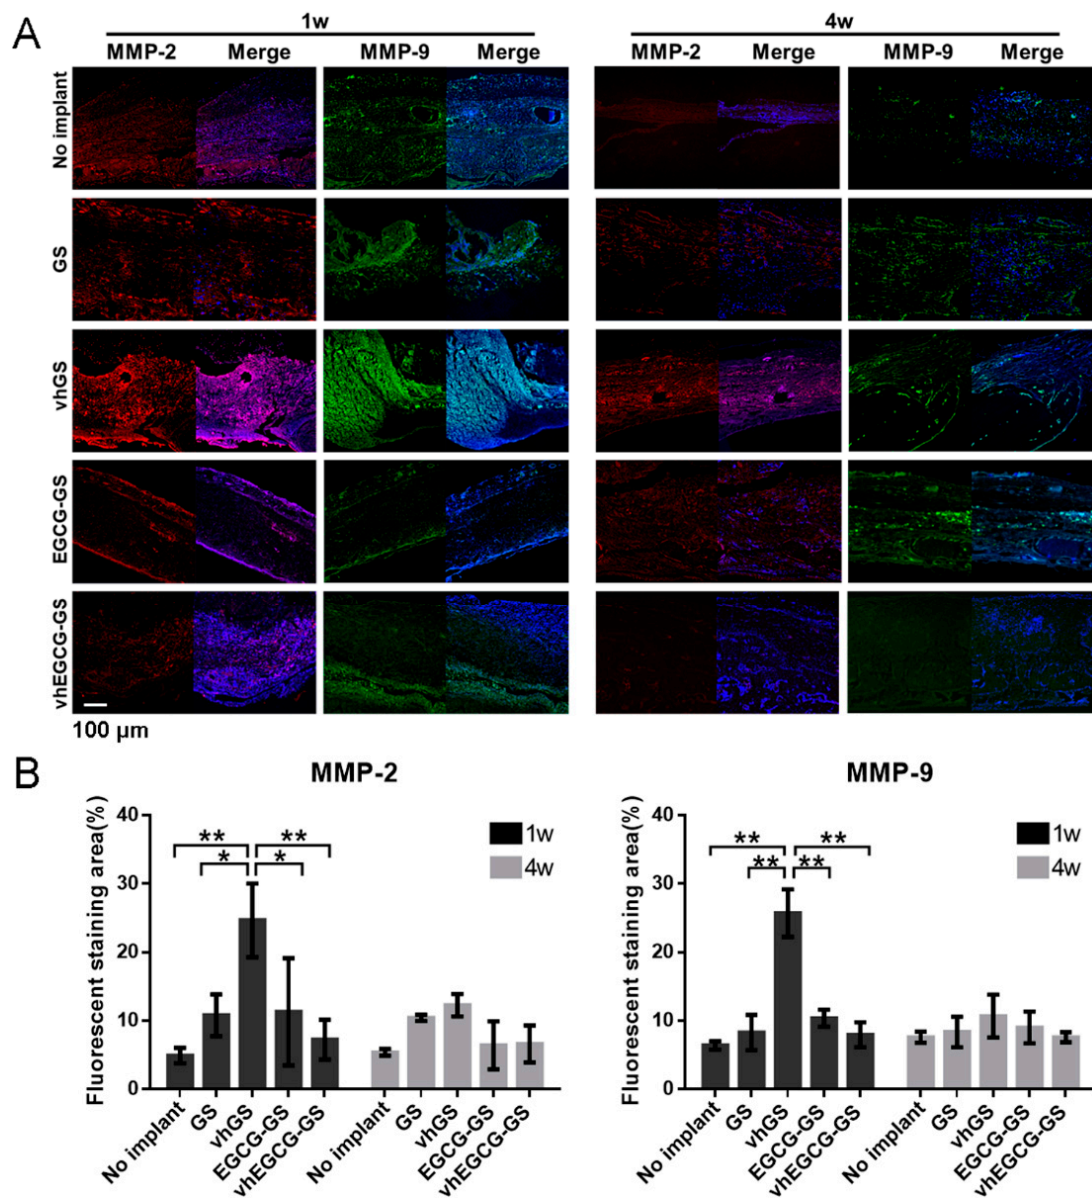 A
1w
4w
MMP-2 Merge MMP-9 Merge
MMP-2 Merge MMP-9 Merge
No implant
GS
vhGS
EGCG-GS
vhEGCG-GS
100 μm
B
MMP-2
Fluorescent staining area(%)
40
30
20
10
0
** **
* *
1w
4w
No implant
GS
vhGS
EGCG-GS
vhEGCG-GS
No implant
GS
vhGS
EGCG-GS
vhEGCG-GS
MMP-9
Fluorescent staining area(%)
40
30
20
10
0
** **
** **
1w
4w
No implant
GS
vhGS
EGCG-GS
vhEGCG-GS
No implant
GS
vhGS
EGCG-GS
vhEGCG-GS